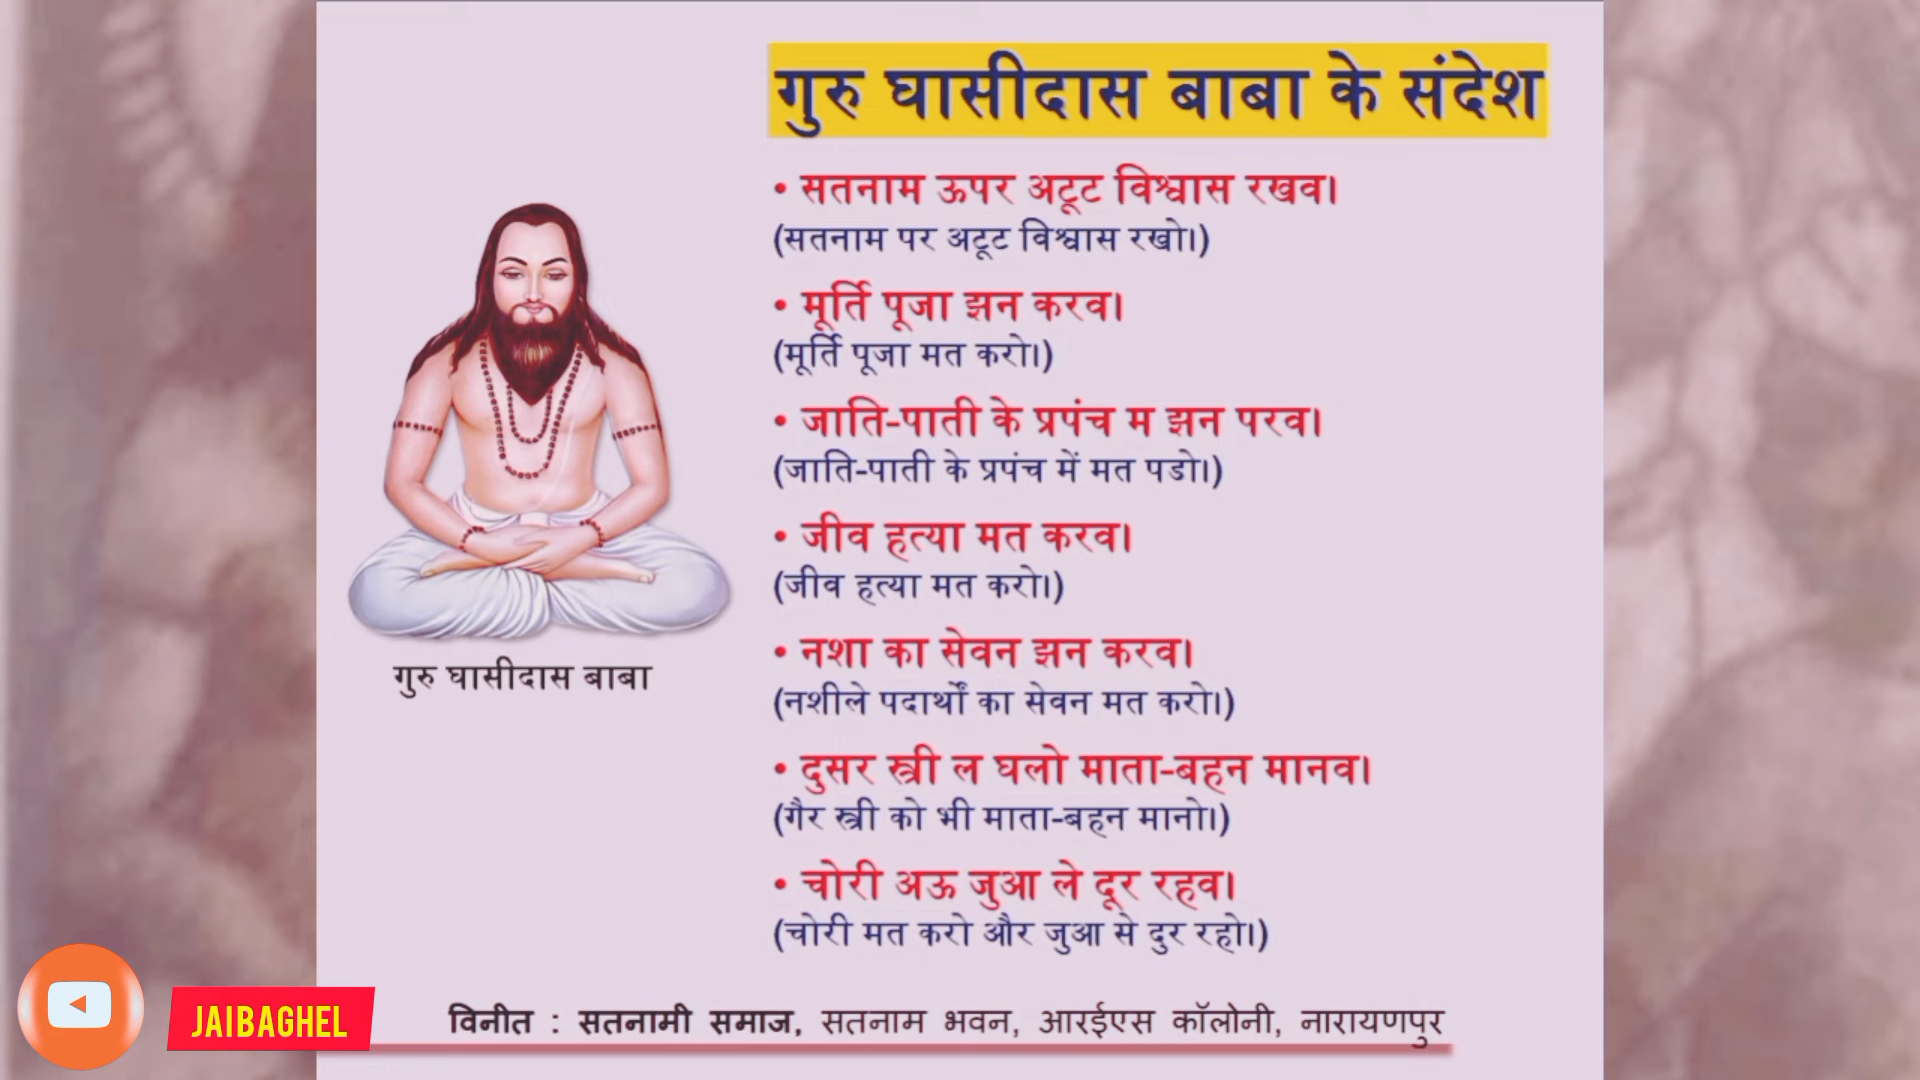 गुरु घासीदास बाबा के संदेश
• सतनाम ऊपर अटूट विश्वास रखव।
(सतनाम पर अटूट विश्वास रखो।)
• मूर्ति पूजा झन करव।
(मूर्ति पूजा मत करो।)
• जाति-पाती के प्रपंच म झन परव।
(जाति-पाती के प्रपंच में मत पडो।)
• जीव हत्या मत करव।
(जीव हत्या मत करो।)
• नशा का सेवन झन करव।
(नशीले पदार्थों का सेवन मत करो।)
• दुसर स्त्री ल घलो माता-बहन मानव।
(गैर स्त्री को भी माता-बहन मानो।)
• चोरी अऊ जुआ ले दूर रहव।
(चोरी मत करो और जुआ से दुर रहो।)
गुरु घासीदास बाबा
विनीत : सतनामी समाज, सतनाम भवन, आरईएस कॉलोनी, नारायणपुर
JAIBAGHEL